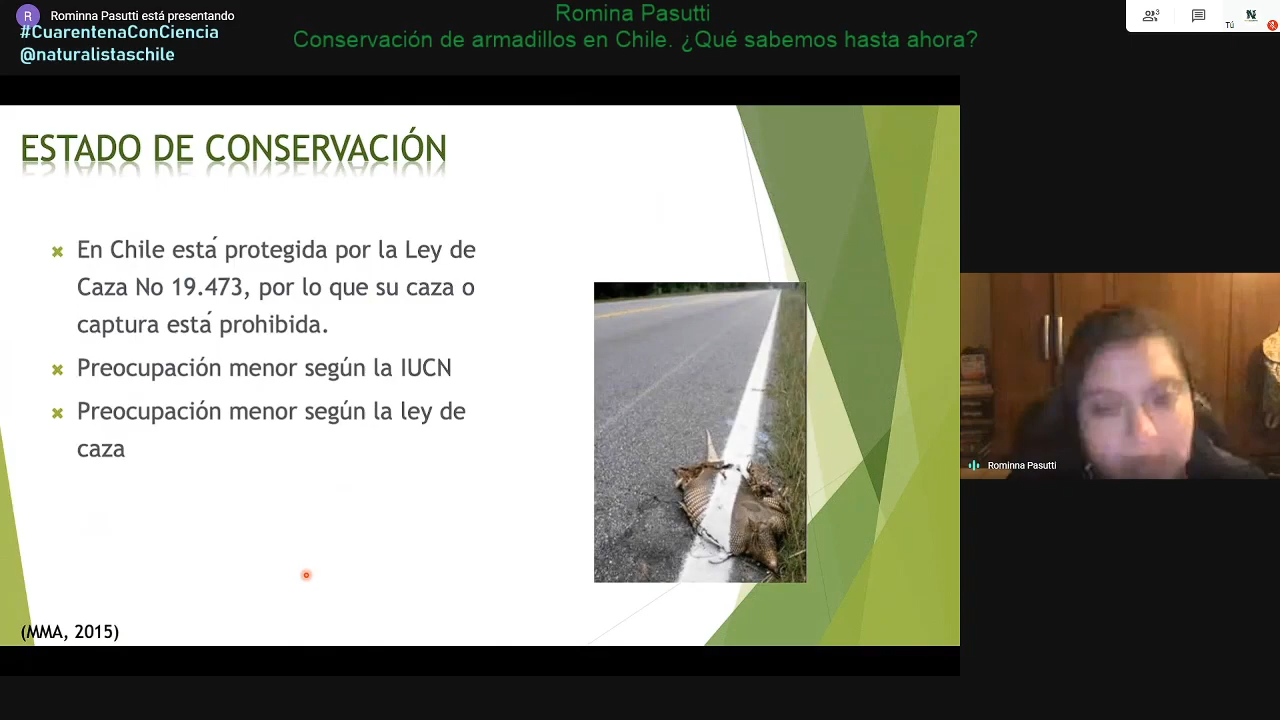 R
Rominna Pasutti está presentando
#CuarentenaConCiencia
@naturalistaschile
Romina Pasutti
Conservación de armadillos en Chile. ¿Qué sabemos hasta ahora?
3
Tú
ESTADO DE CONSERVACIÓN
En Chile está protegida por la Ley de
Caza No 19.473, por lo que su caza o
captura está prohibida.
Preocupación menor según la IUCN
Preocupación menor según la ley de
caza
(MMA, 2015)
Rominna Pasutti